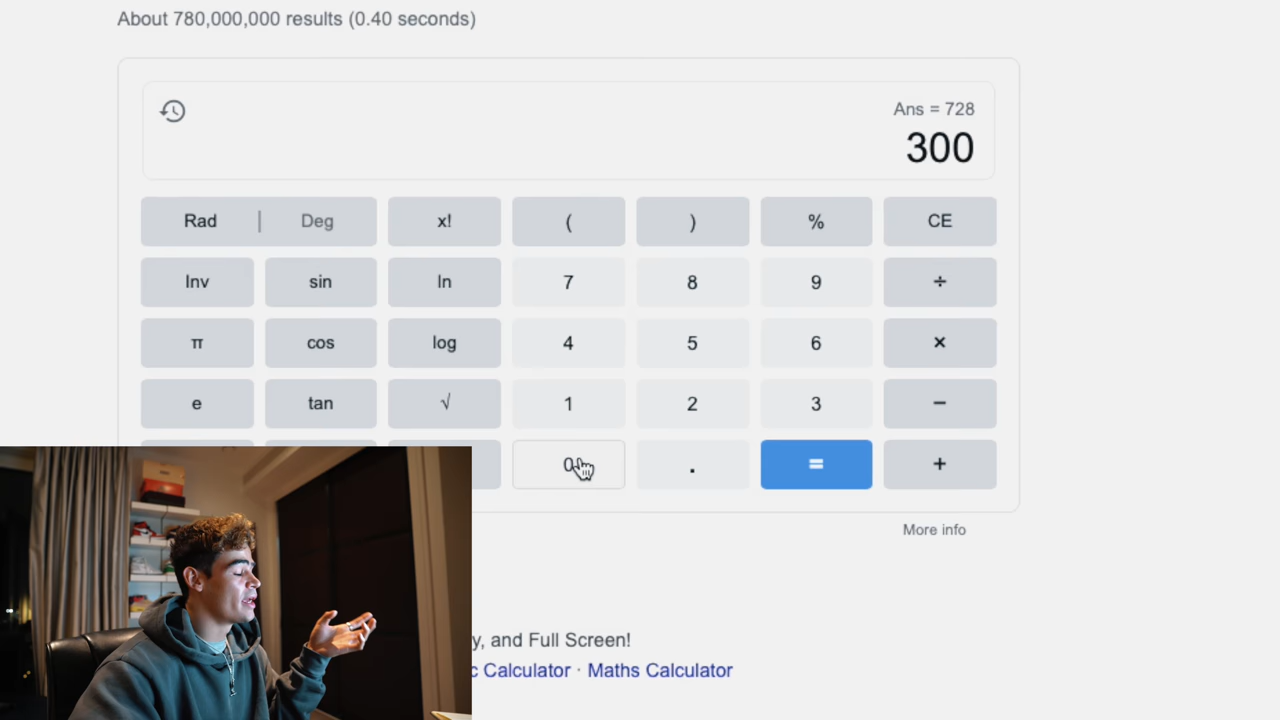 About 780,000,000 results (0.40 seconds)
Ans = 728
300
Rad | Deg x! ( ) % CE
Inv sin ln 7 8 9 ÷
π cos log 4 5 6 ×
e tan √ 1 2 3 −
0 . = +
More info
y, and Full Screen!
c Calculator · Maths Calculator